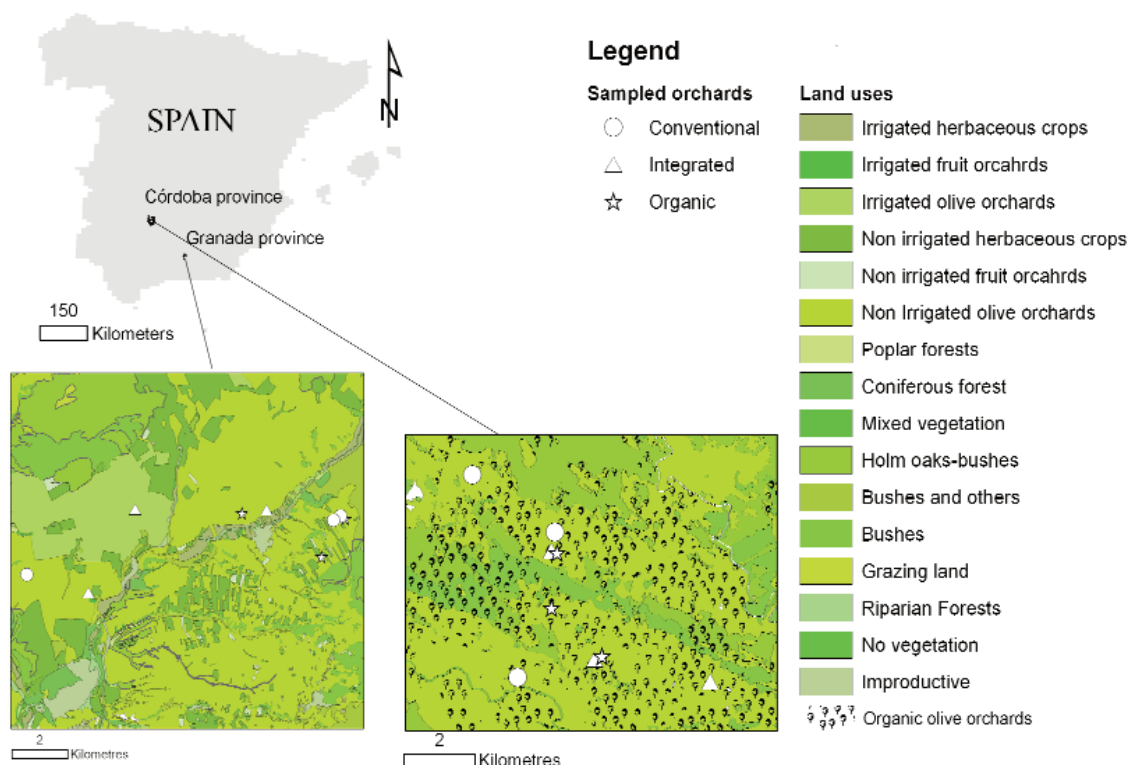 SPAIN
N
Córdoba province
Granada province
150
Kilometers
2
Kilometres
2
Kilometres
Legend
Sampled orchards
Conventional
Integrated
Organic
Land uses
Irrigated herbaceous crops
Irrigated fruit orcahrds
Irrigated olive orchards
Non irrigated herbaceous crops
Non irrigated fruit orcahrds
Non Irrigated olive orchards
Poplar forests
Coniferous forest
Mixed vegetation
Holm oaks-bushes
Bushes and others
Bushes
Grazing land
Riparian Forests
No vegetation
Improductive
Organic olive orchards